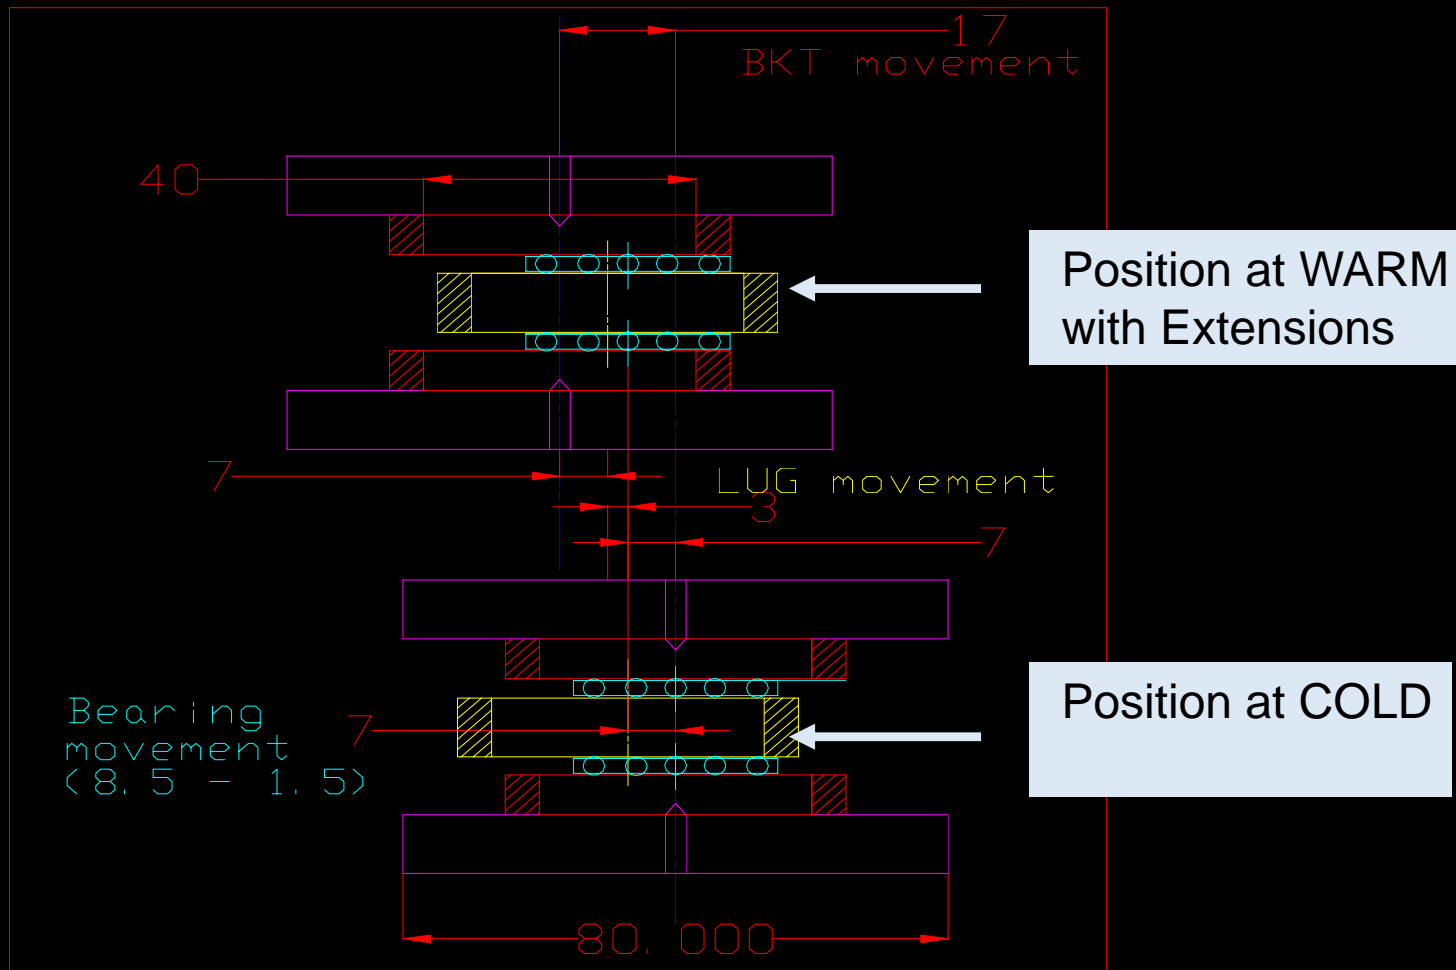 17
BKT movement
40
Position at WARM
with Extensions
7
LUG movement
3
7
Position at COLD
Bearing
movement
(8.5 - 1.5)
7
80.000